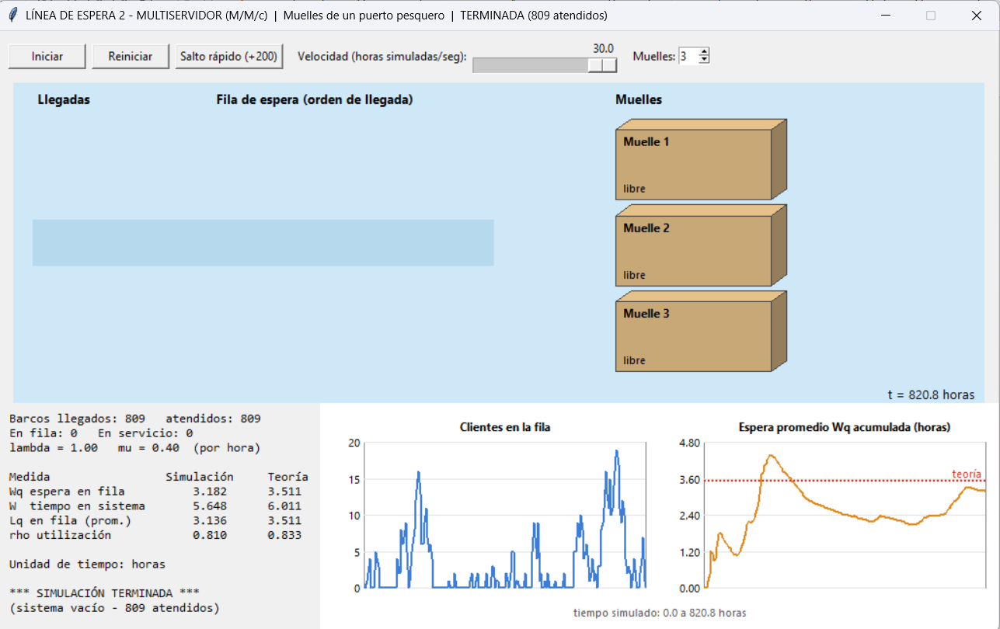 LÍNEA DE ESPERA 2 - MULTISERVIDOR (M/M/c) | Muelles de un puerto pesquero | TERMINADA (809 atendidos)
Iniciar Reiniciar Salto rápido (+200) Velocidad (horas simuladas/seg): 30.0 Muelles: 3
Llegadas Fila de espera (orden de llegada) Muelles
Muelle 1
libre
Muelle 2
libre
Muelle 3
libre
t = 820.8 horas
Barcos llegados: 809 atendidos: 809
En fila: 0 En servicio: 0
lambda = 1.00 mu = 0.40 (por hora)
Medida Simulación Teoría
Wq espera en fila 3.182 3.511
W tiempo en sistema 5.648 6.011
Lq en fila (prom.) 3.136 3.511
rho utilización 0.810 0.833
Unidad de tiempo: horas
*** SIMULACIÓN TERMINADA ***
(sistema vacío - 809 atendidos)
Clientes en la fila
20
15
10
5
0
Espera promedio Wq acumulada (horas)
4.80
3.60
2.40
1.20
0.00
teoría
tiempo simulado: 0.0 a 820.8 horas